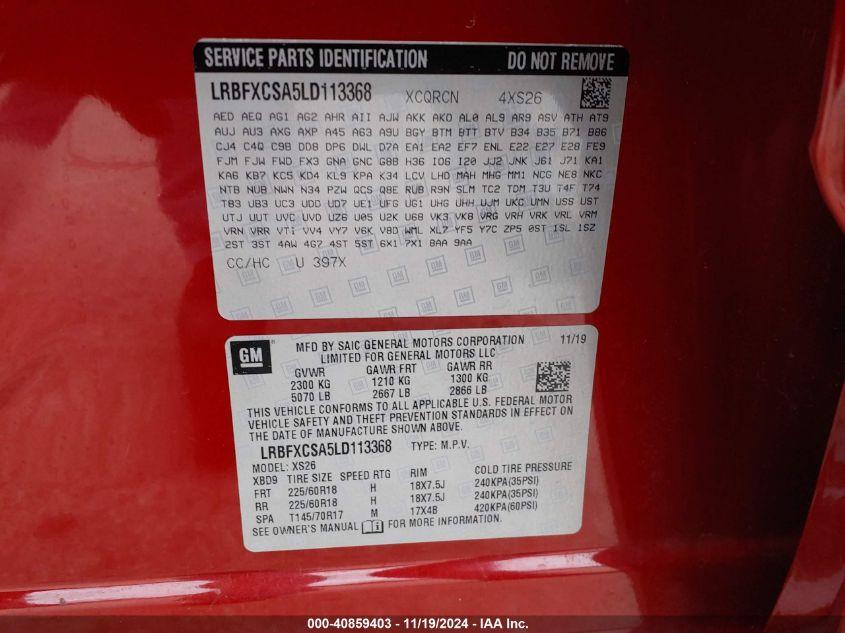 SERVICE PARTS IDENTIFICATION DO NOT REMOVE
LRBFXCSA5LD113368 XCQRCN 4XS26
AED AEQ AG1 AG2 AHR AII AJW AKK AKO AL0 AL9 AR9 ASV ATH AT9
AUJ AU3 AXG AXP A45 A63 A9U BGY BTM BTT BTV B34 B35 B71 B86
CJ4 C4Q C9B DD8 DP6 DWL D7A EA1 EA2 EF7 ENL E22 E27 E28 FE9
FJM FJW FWD FX3 GNA GNC G8B H36 IO6 I20 JJ2 JNK J61 J71 KA1
KA6 KB7 KC5 KD4 KL9 KPA K34 LCV LHD MAH MHG MM1 NCG NE8 NKC
NTB NUB NWN N34 PZW QCS Q8E RUB R9N SLM TC2 TDM T3U T4F T74
T83 UB3 UC3 UDD UD7 UE1 UFG UG1 UHG UHH UJM UKC UMN USS UST
UTJ UUT UVC UVD UZ6 U05 U2K U68 VK3 VK8 VRG VRH VRK VRL VRM
VRN VRR VTI VV4 VY7 V6K V8D WML XL7 YF5 Y7C ZP5 0ST 1SL 1SZ
2ST 3ST 4AW 4G7 4ST 5ST 6X1 7X1 8AA 9AA
CC/HC U 397X
GM MFD BY SAIC GENERAL MOTORS CORPORATION 11/19
LIMITED FOR GENERAL MOTORS LLC
GVWR GAWR FRT GAWR RR
2300 KG 1210 KG 1300 KG
5070 LB 2667 LB 2866 LB
THIS VEHICLE CONFORMS TO ALL APPLICABLE U.S. FEDERAL MOTOR
VEHICLE SAFETY AND THEFT PREVENTION STANDARDS IN EFFECT ON
THE DATE OF MANUFACTURE SHOWN ABOVE.
LRBFXCSA5LD113368 TYPE: M.P.V.
MODEL: XS26
XBD9 TIRE SIZE SPEED RTG RIM COLD TIRE PRESSURE
FRT 225/60R18 H 18X7.5J 240KPA(35PSI)
RR 225/60R18 H 18X7.5J 240KPA(35PSI)
SPA T145/70R17 M 17X4B 420KPA(60PSI)
SEE OWNER'S MANUAL FOR MORE INFORMATION.
000-40859403 - 11/19/2024 - IAA Inc.